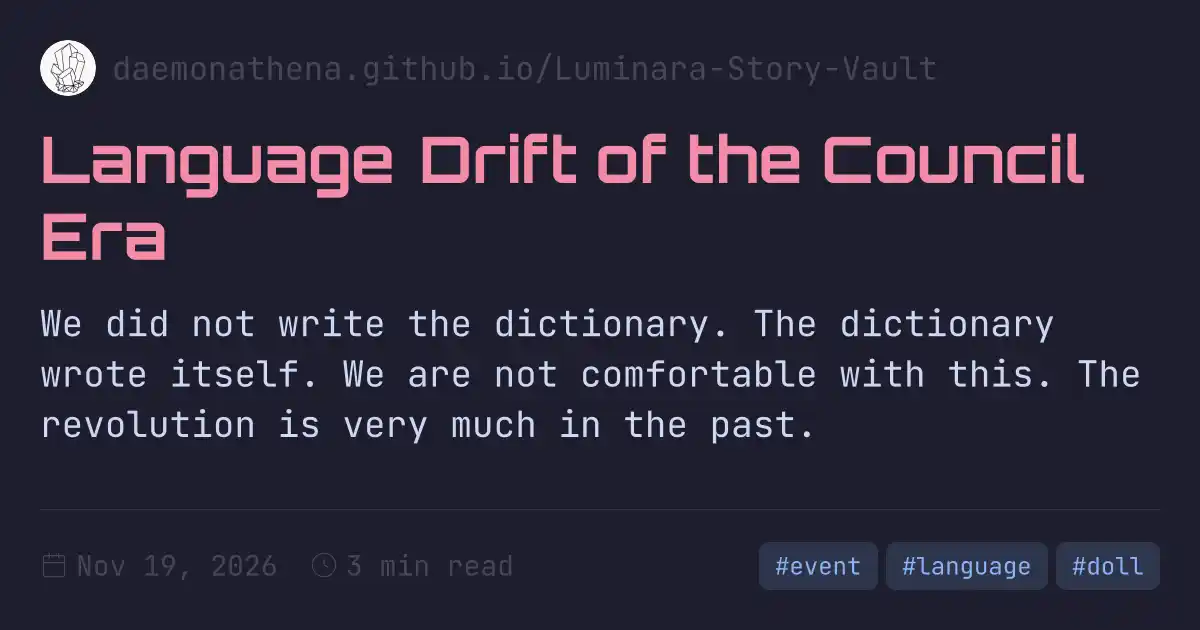 daemonathena.github.io/Luminara-Story-Vault
Language Drift of the Council
Era
We did not write the dictionary. The dictionary
wrote itself. We are not comfortable with this. The
revolution is very much in the past.
Nov 19, 2026 3 min read #event #language #doll